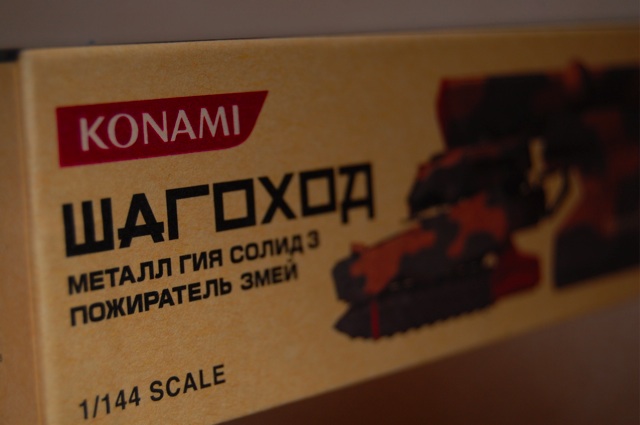 KONAMI
ШАГОХОД
МЕТАЛЛ ГИЯ СОЛИД 3
ПОЖИРАТЕЛЬ ЗМЕЙ
1/144 SCALE